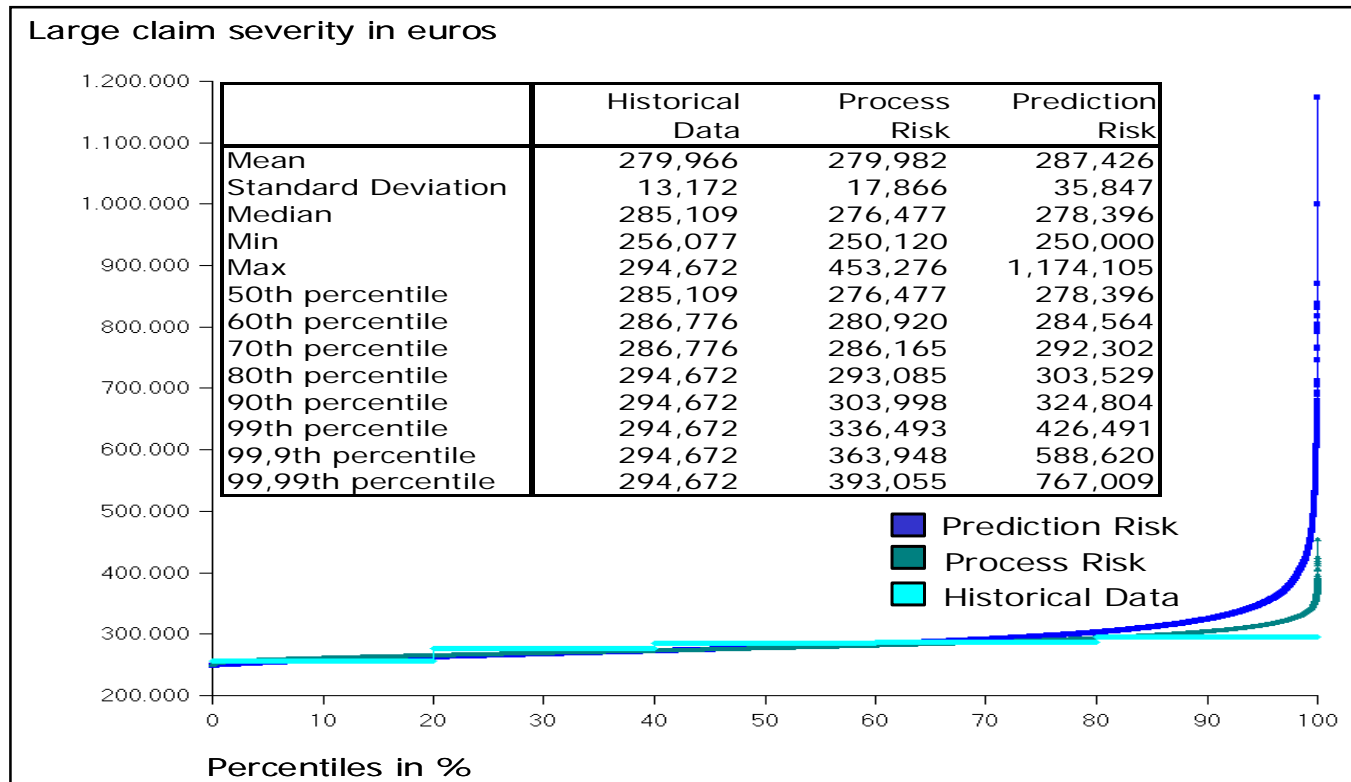 Large claim severity in euros
1.200.000
1.100.000
1.000.000
900.000
800.000
700.000
600.000
500.000
400.000
300.000
200.000
Historical Process Prediction
Data Risk Risk
Mean 279,966 279,982 287,426
Standard Deviation 13,172 17,866 35,847
Median 285,109 276,477 278,396
Min 256,077 250,120 250,000
Max 294,672 453,276 1,174,105
50th percentile 285,109 276,477 278,396
60th percentile 286,776 280,920 284,564
70th percentile 286,776 286,165 292,302
80th percentile 294,672 293,085 303,529
90th percentile 294,672 303,998 324,804
99th percentile 294,672 336,493 426,491
99,9th percentile 294,672 363,948 588,620
99,99th percentile 294,672 393,055 767,009
Prediction Risk
Process Risk
Historical Data
0 10 20 30 40 50 60 70 80 90 100
Percentiles in %